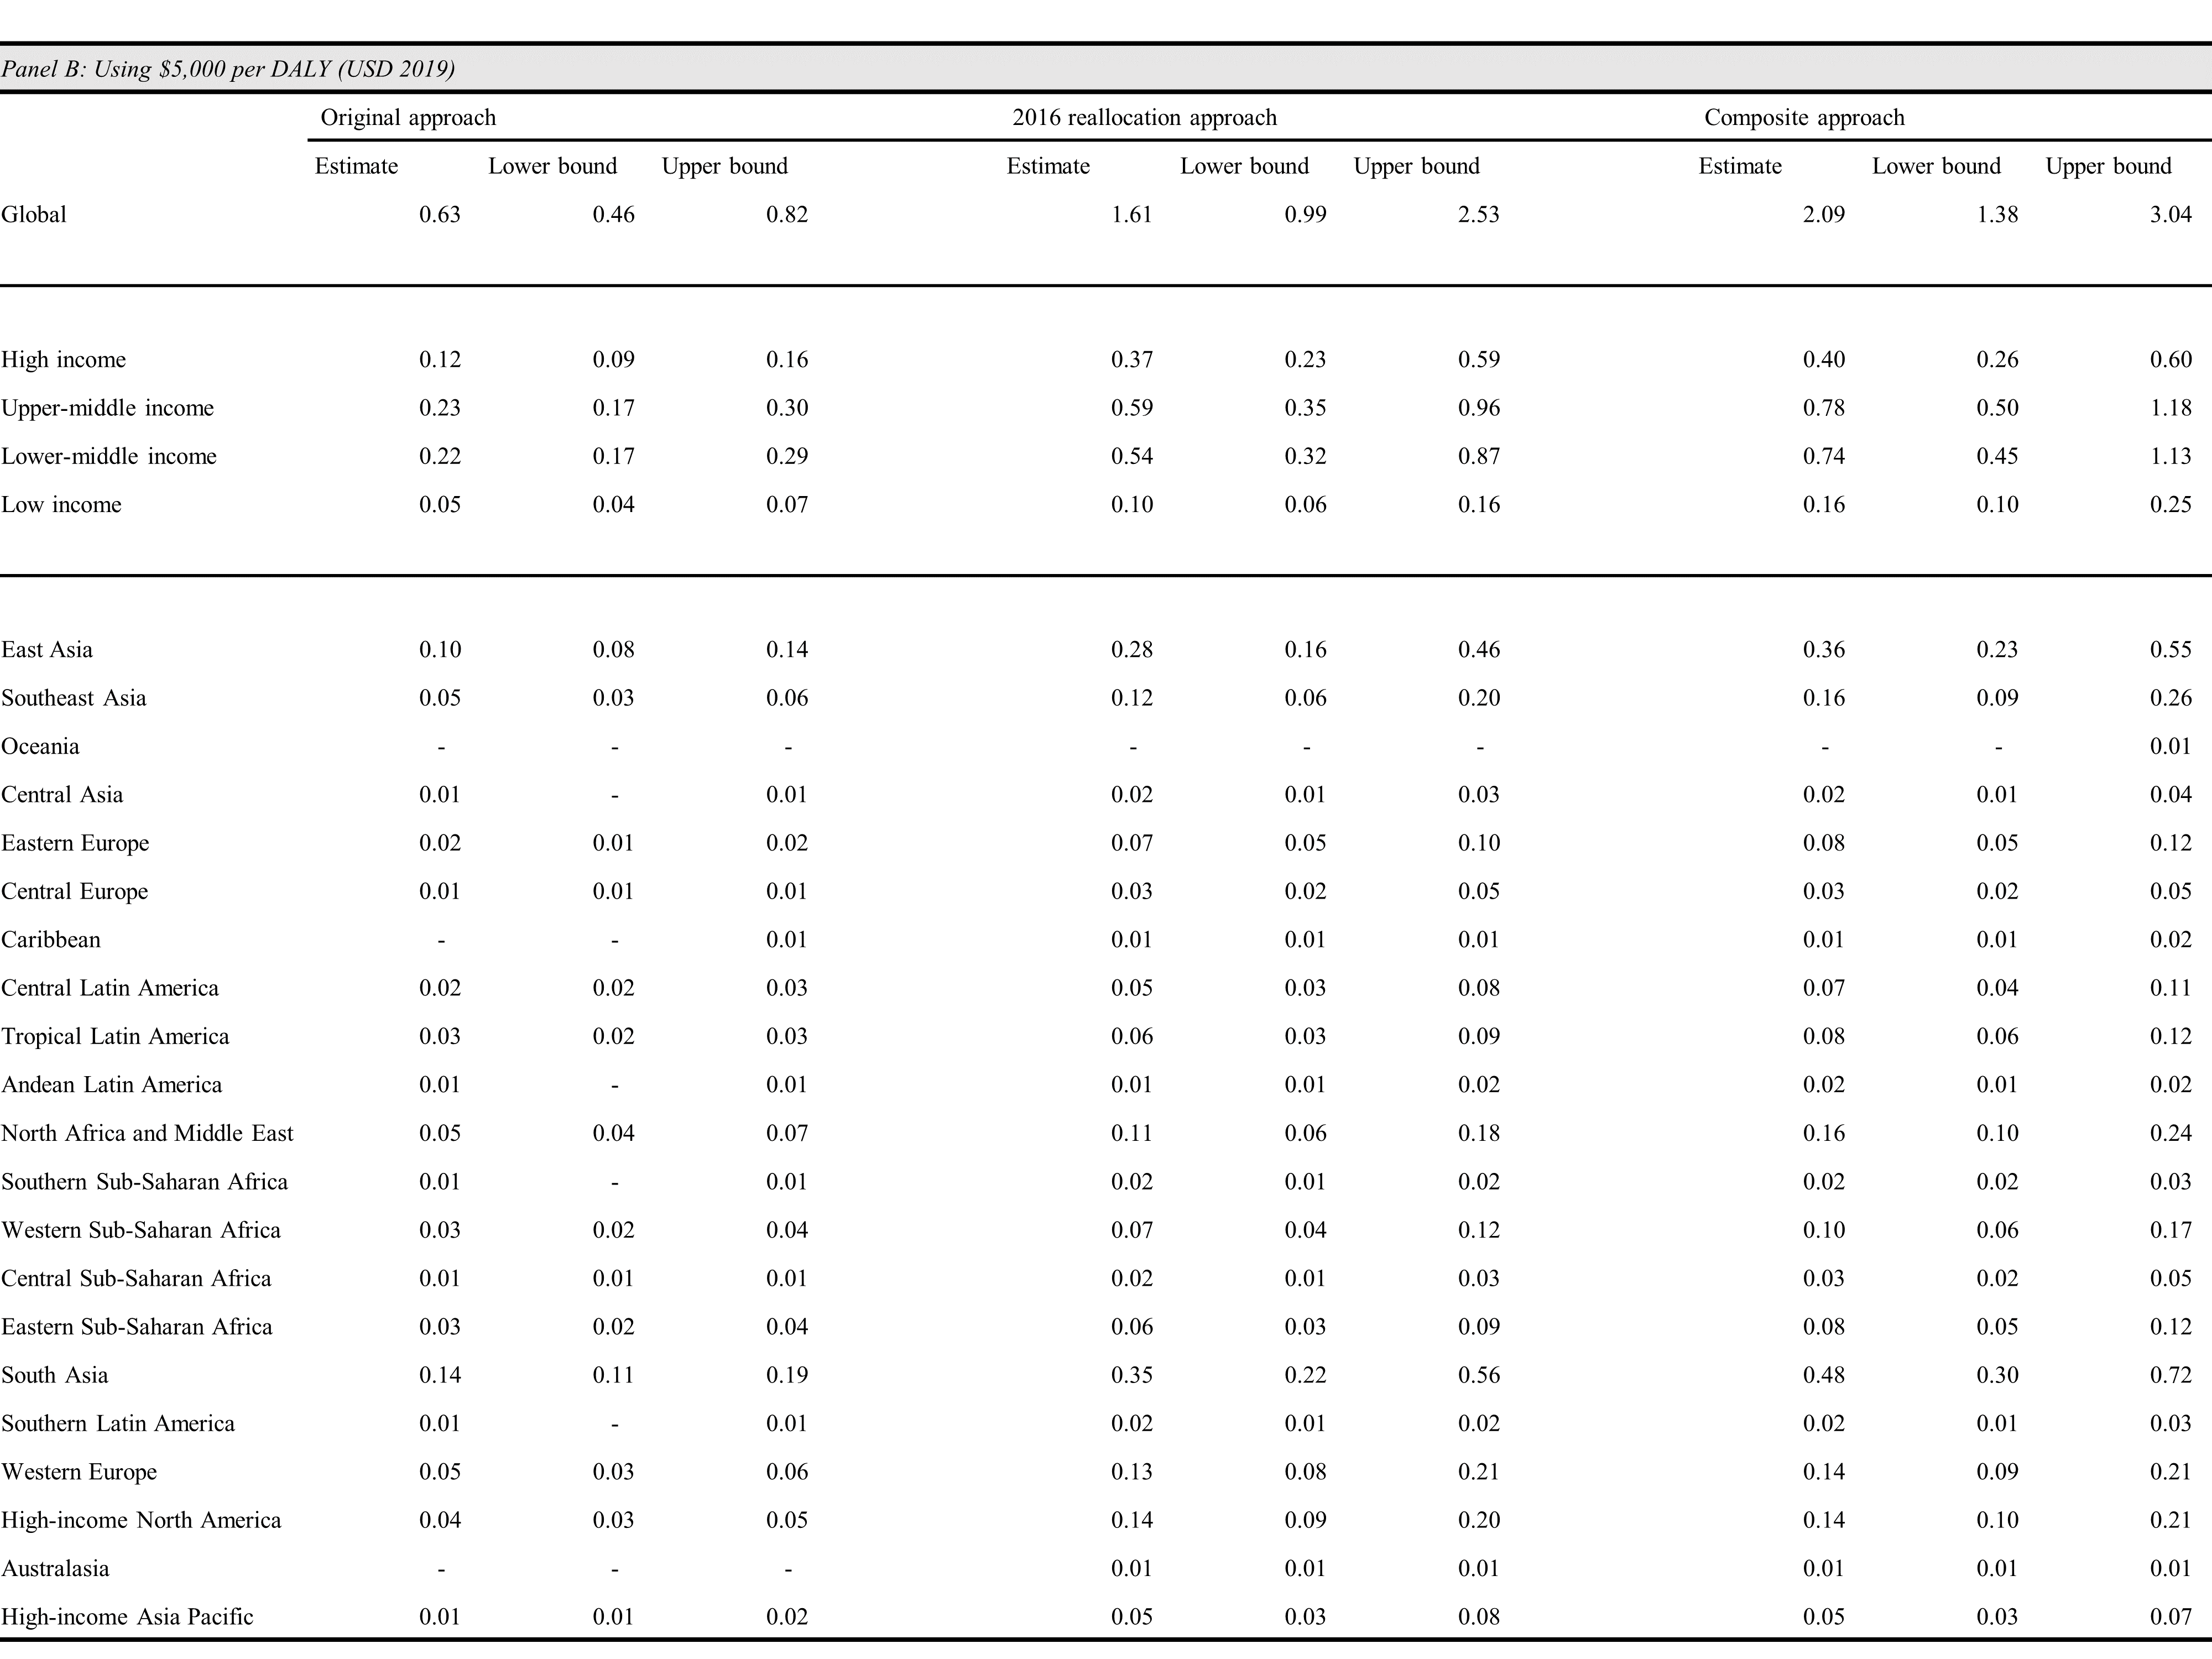 Panel B: Using $5,000 per DALY (USD 2019)
Original approach 2016 reallocation approach Composite approach
Estimate Lower bound Upper bound Estimate Lower bound Upper bound Estimate Lower bound Upper bound
Global 0.63 0.46 0.82 1.61 0.99 2.53 2.09 1.38 3.04
High income 0.12 0.09 0.16 0.37 0.23 0.59 0.40 0.26 0.60
Upper-middle income 0.23 0.17 0.30 0.59 0.35 0.96 0.78 0.50 1.18
Lower-middle income 0.22 0.17 0.29 0.54 0.32 0.87 0.74 0.45 1.13
Low income 0.05 0.04 0.07 0.10 0.06 0.16 0.16 0.10 0.25
East Asia 0.10 0.08 0.14 0.28 0.16 0.46 0.36 0.23 0.55
Southeast Asia 0.05 0.03 0.06 0.12 0.06 0.20 0.16 0.09 0.26
Oceania - - - - - - - - 0.01
Central Asia 0.01 - 0.01 0.02 0.01 0.03 0.02 0.01 0.04
Eastern Europe 0.02 0.01 0.02 0.07 0.05 0.10 0.08 0.05 0.12
Central Europe 0.01 0.01 0.01 0.03 0.02 0.05 0.03 0.02 0.05
Caribbean - - 0.01 0.01 0.01 0.01 0.01 0.01 0.02
Central Latin America 0.02 0.02 0.03 0.05 0.03 0.08 0.07 0.04 0.11
Tropical Latin America 0.03 0.02 0.03 0.06 0.03 0.09 0.08 0.06 0.12
Andean Latin America 0.01 - 0.01 0.01 0.01 0.02 0.02 0.01 0.02
North Africa and Middle East 0.05 0.04 0.07 0.11 0.06 0.18 0.16 0.10 0.24
Southern Sub-Saharan Africa 0.01 - 0.01 0.02 0.01 0.02 0.02 0.02 0.03
Western Sub-Saharan Africa 0.03 0.02 0.04 0.07 0.04 0.12 0.10 0.06 0.17
Central Sub-Saharan Africa 0.01 0.01 0.01 0.02 0.01 0.03 0.03 0.02 0.05
Eastern Sub-Saharan Africa 0.03 0.02 0.04 0.06 0.03 0.09 0.08 0.05 0.12
South Asia 0.14 0.11 0.19 0.35 0.22 0.56 0.48 0.30 0.72
Southern Latin America 0.01 - 0.01 0.02 0.01 0.02 0.02 0.01 0.03
Western Europe 0.05 0.03 0.06 0.13 0.08 0.21 0.14 0.09 0.21
High-income North America 0.04 0.03 0.05 0.14 0.09 0.20 0.14 0.10 0.21
Australasia - - - 0.01 0.01 0.01 0.01 0.01 0.01
High-income Asia Pacific 0.01 0.01 0.02 0.05 0.03 0.08 0.05 0.03 0.07